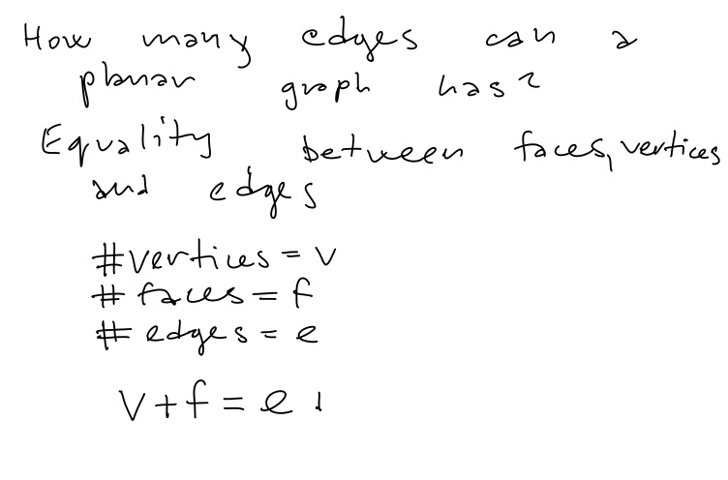 How many edges can a
planar graph has?
Equality between faces, vertices
and edges
#vertices = v
# faces = f
# edges = e
v + f = e